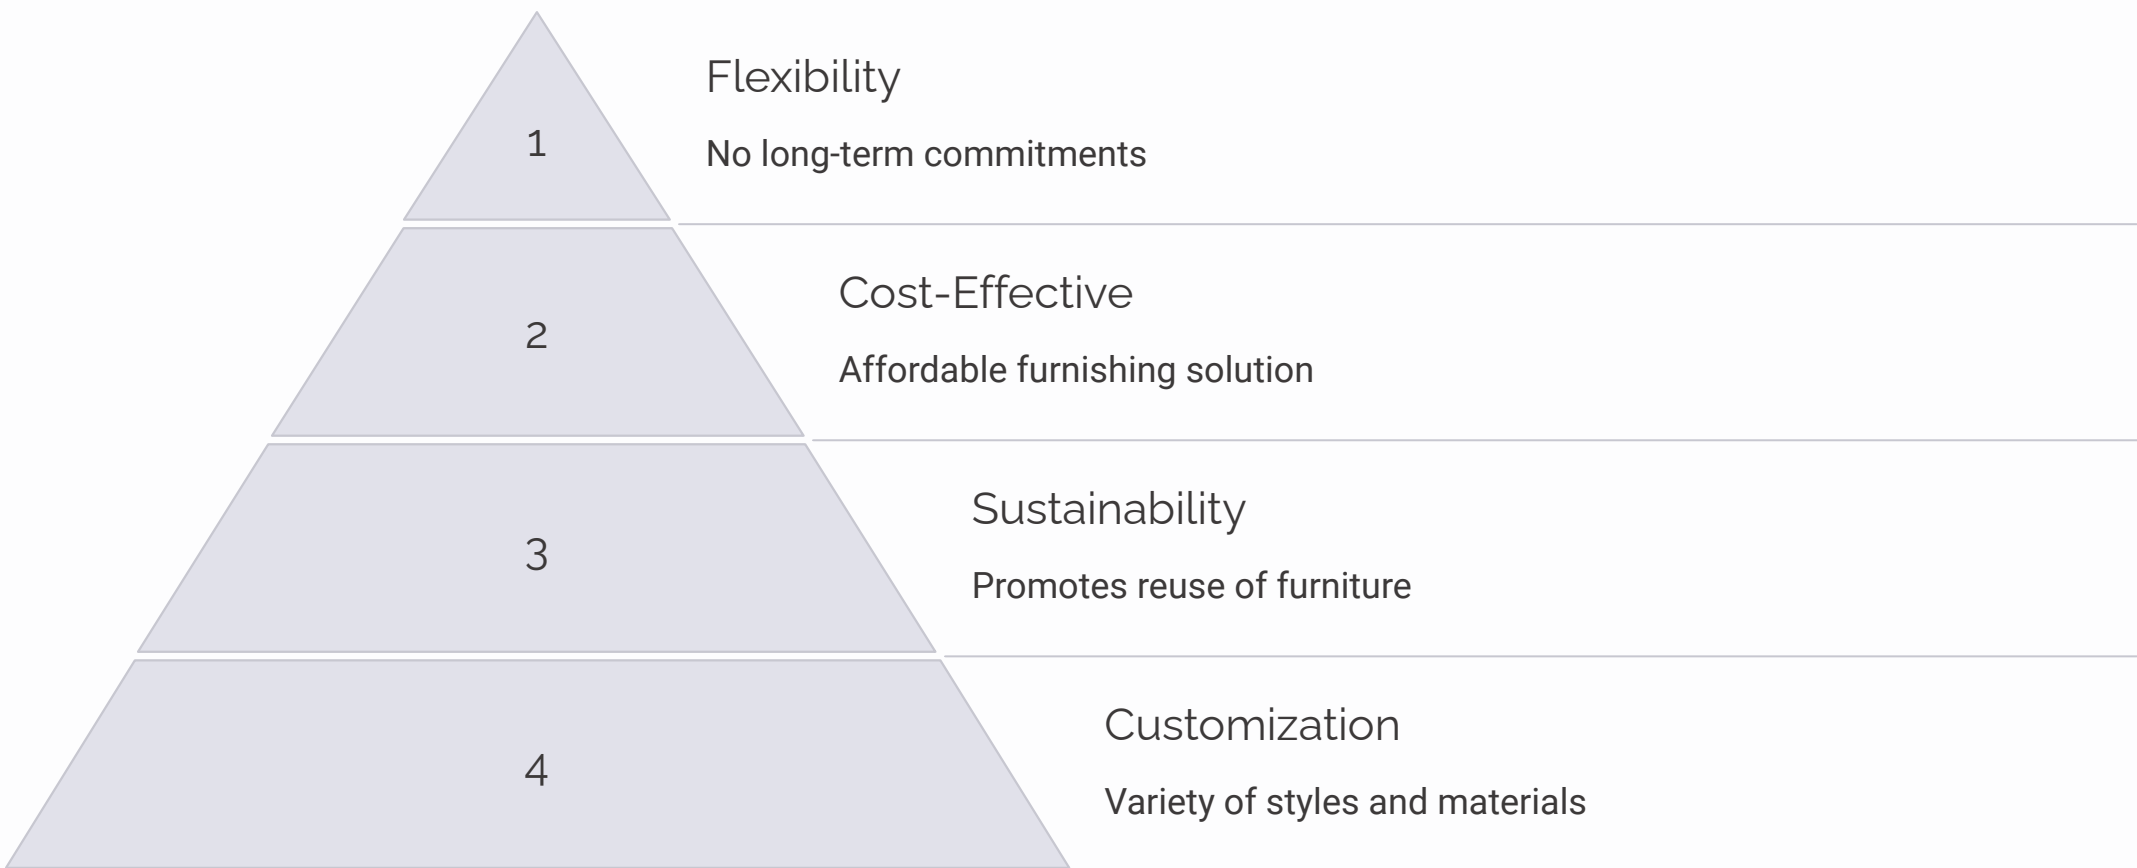 1
Flexibility
No long-term commitments
2
Cost-Effective
Affordable furnishing solution
3
Sustainability
Promotes reuse of furniture
4
Customization
Variety of styles and materials